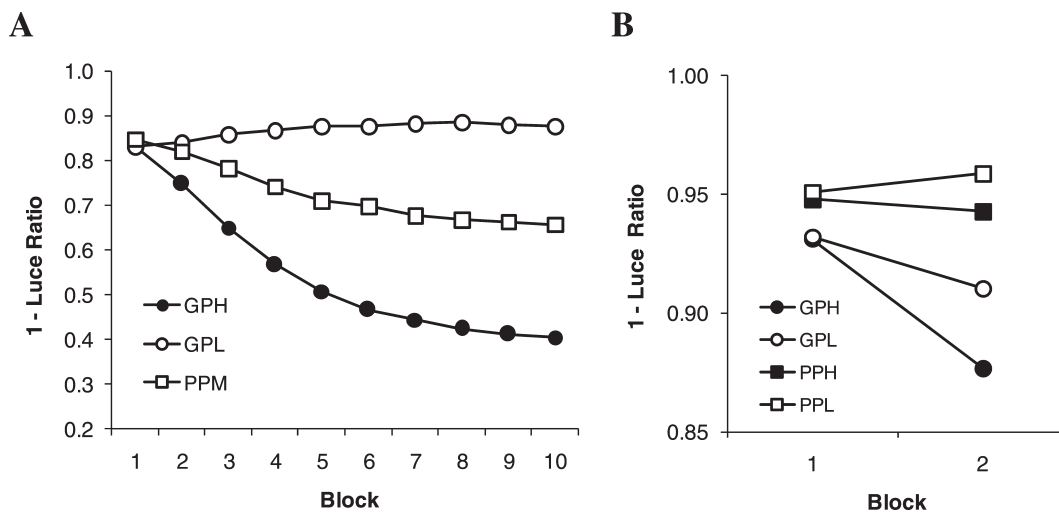 A
1.0
0.9
0.8
0.7
0.6
0.5
0.4
0.3
0.2
1 - Luce Ratio
GPH
GPL
PPM
1 2 3 4 5 6 7 8 9 10
Block
B
1.00
0.95
0.90
0.85
1 - Luce Ratio
GPH
GPL
PPH
PPL
1 2
Block